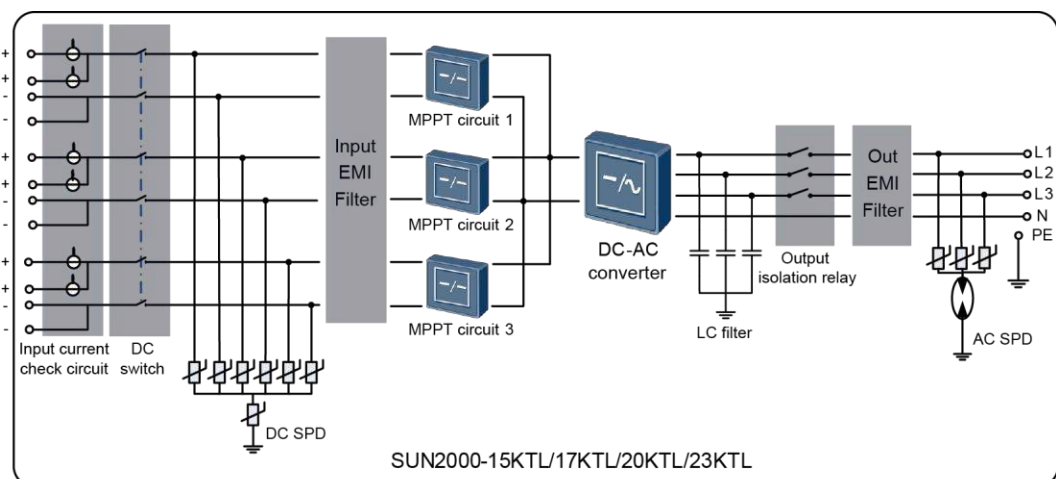 +
+
-
-
+
+
-
-
+
+
-
-
Input current
check circuit
DC
switch
DC SPD
Input
EMI
Filter
MPPT circuit 1
MPPT circuit 2
MPPT circuit 3
DC-AC
converter
LC filter
Output
isolation relay
Out
EMI
Filter
L1
L2
L3
N
PE
AC SPD
SUN2000-15KTL/17KTL/20KTL/23KTL